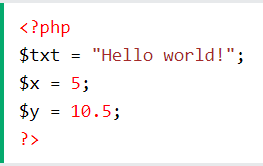 <?php
$txt = "Hello world!";
$x = 5;
$y = 10.5;
?>